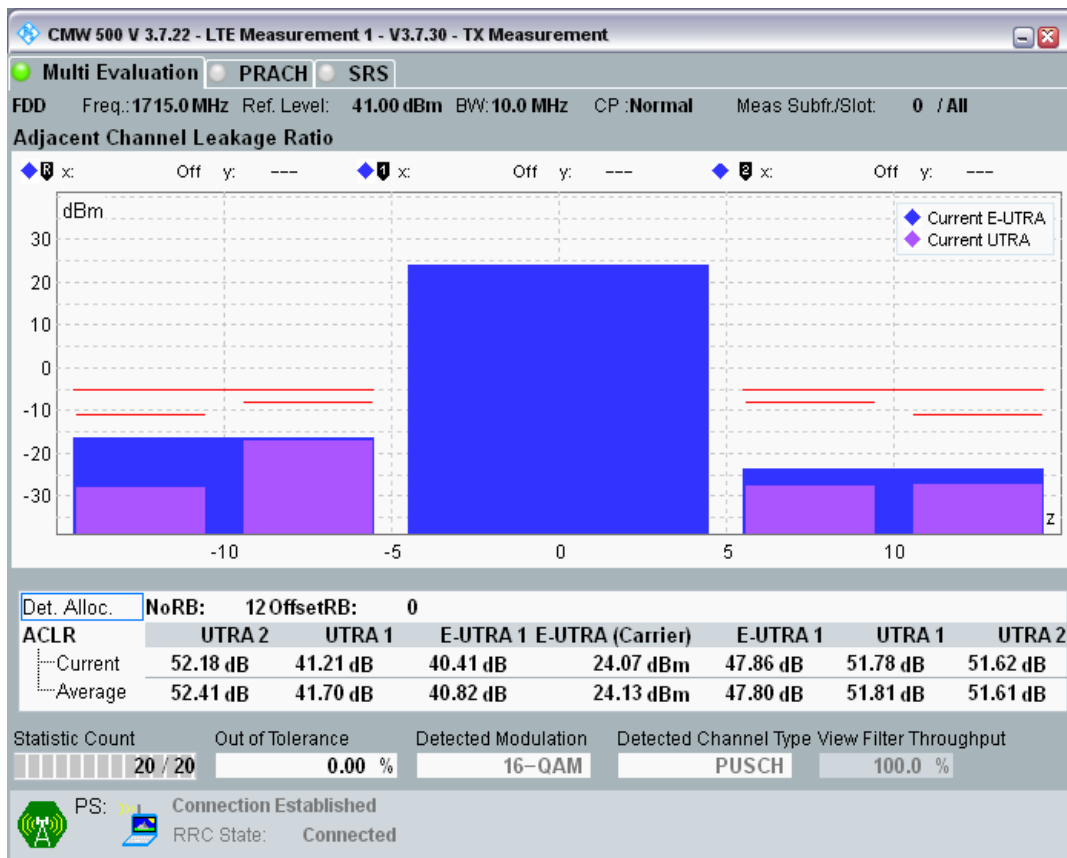 CMW 500 V 3.7.22 - LTE Measurement 1 - V3.7.30 - TX Measurement
Multi Evaluation PRACH SRS
FDD Freq.: 1715.0 MHz Ref. Level: 41.00 dBm BW: 10.0 MHz CP :Normal Meas Subfr./Slot: 0 / All
Adjacent Channel Leakage Ratio
R x: Off y: --- 1 x: Off y: --- 2 x: Off y: ---
dBm
Current E-UTRA
Current UTRA
30
20
10
0
-10
-20
-30
z
-10 -5 0 5 10
Det. Alloc. NoRB: 12 OffsetRB: 0
ACLR UTRA 2 UTRA 1 E-UTRA 1 E-UTRA (Carrier) E-UTRA 1 UTRA 1 UTRA 2
Current 52.18 dB 41.21 dB 40.41 dB 24.07 dBm 47.86 dB 51.78 dB 51.62 dB
Average 52.41 dB 41.70 dB 40.82 dB 24.13 dBm 47.80 dB 51.81 dB 51.61 dB
Statistic Count Out of Tolerance Detected Modulation Detected Channel Type View Filter Throughput
20 / 20 0.00 % 16-QAM PUSCH 100.0 %
PS: Connection Established
RRC State: Connected